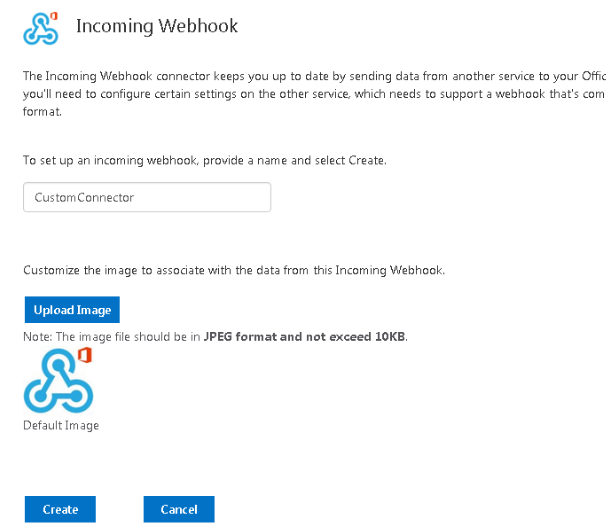 Incoming Webhook
The Incoming Webhook connector keeps you up to date by sending data from another service to your Offic
you'll need to configure certain settings on the other service, which needs to support a webhook that's com
format.
To set up an incoming webhook, provide a name and select Create.
CustomConnector
Customize the image to associate with the data from this Incoming Webhook.
Upload Image
Note: The image file should be in JPEG format and not exceed 10KB.
Default Image
Create Cancel